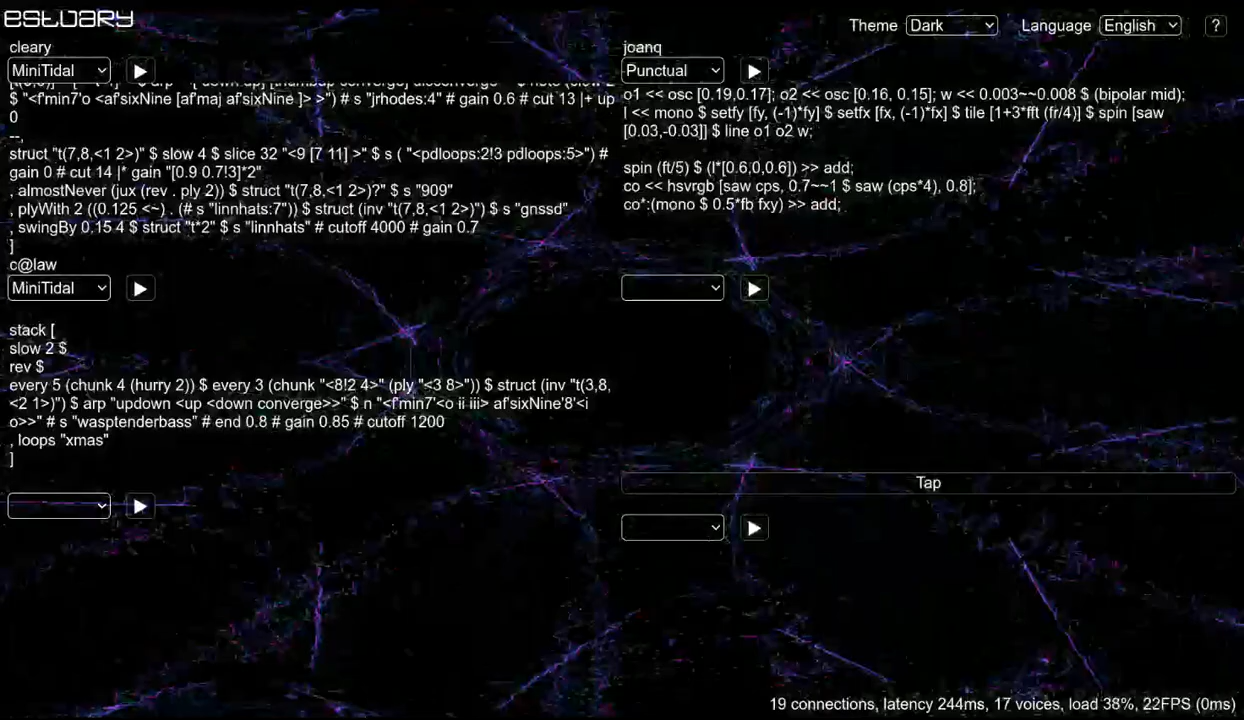 estuary
Theme Dark Language English ?
cleary
MiniTidal
$ "<f'min7'o <af'sixNine [af'maj af'sixNine ]> >") # s "jrhodes:4" # gain 0.6 # cut 13 |+ up
0
--,
struct "t(7,8,<1 2>)" $ slow 4 $ slice 32 "<9 [7 11] >" $ s ( "<pdloops:2!3 pdloops:5>") #
gain 0 # cut 14 |* gain "[0.9 0.7!3]*2"
, almostNever (jux (rev . ply 2)) $ struct "t(7,8,<1 2>)?" $ s "909"
, plyWith 2 ((0.125 <~) . (# s "linnhats:7")) $ struct (inv "t(7,8,<1 2>)") $ s "gnssd"
, swingBy 0.15 4 $ struct "t*2" $ s "linnhats" # cutoff 4000 # gain 0.7
]
c@law
MiniTidal
stack [
slow 2 $
rev $
every 5 (chunk 4 (hurry 2)) $ every 3 (chunk "<8!2 4>" (ply "<3 8>")) $ struct (inv "t(3,8,
<2 1>)") $ arp "updown <up <down converge>>" $ n "<f'min7'<o ii iii> af'sixNine'8'<i
o>>" # s "wasptenderbass" # end 0.8 # gain 0.85 # cutoff 1200
, loops "xmas"
]
joanq
Punctual
o1 << osc [0.19,0.17]; o2 << osc [0.16, 0.15]; w << 0.003~~0.008 $ (bipolar mid);
l << mono $ setfy [fy, (-1)*fy] $ setfx [fx, (-1)*fx] $ tile [1+3*fft (fr/4)] $ spin [saw
[0.03,-0.03]] $ line o1 o2 w;
spin (ft/5) $ (l*[0.6,0,0.6]) >> add;
co << hsvrgb [saw cps, 0.7~~1 $ saw (cps*4), 0.8];
co*:(mono $ 0.5*fb fxy) >> add;
Tap
19 connections, latency 244ms, 17 voices, load 38%, 22FPS (0ms)